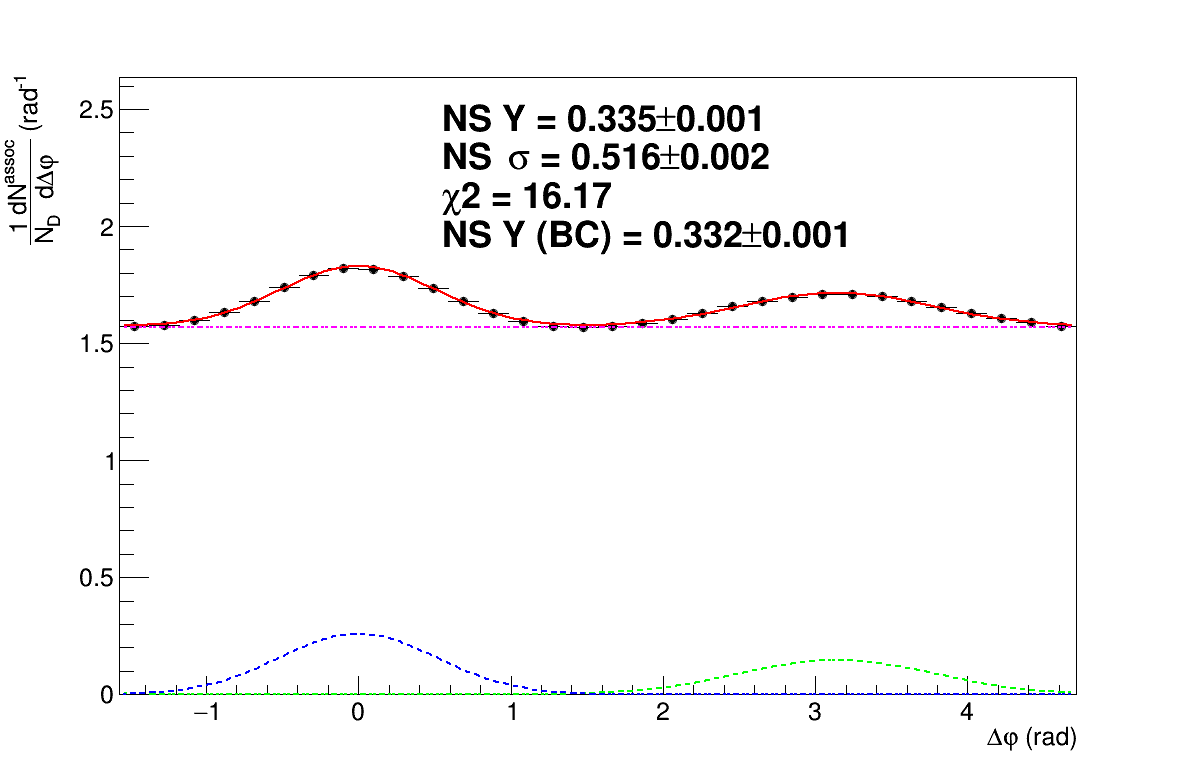 1 dN^assoc
N_D dΔφ (rad^-1
2.5
2
1.5
1
0.5
0
NS Y = 0.335±0.001
NS σ = 0.516±0.002
χ2 = 16.17
NS Y (BC) = 0.332±0.001
−1 0 1 2 3 4
Δφ (rad)